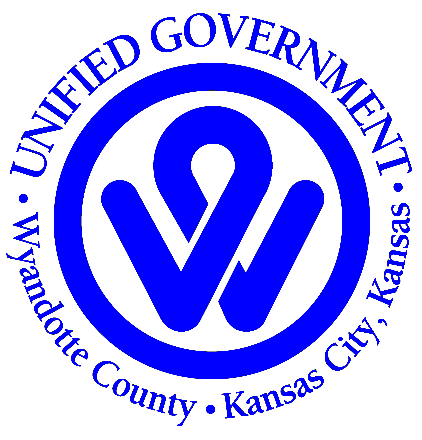 UNIFIED GOVERNMENT
Wyandotte County • Kansas City, Kansas